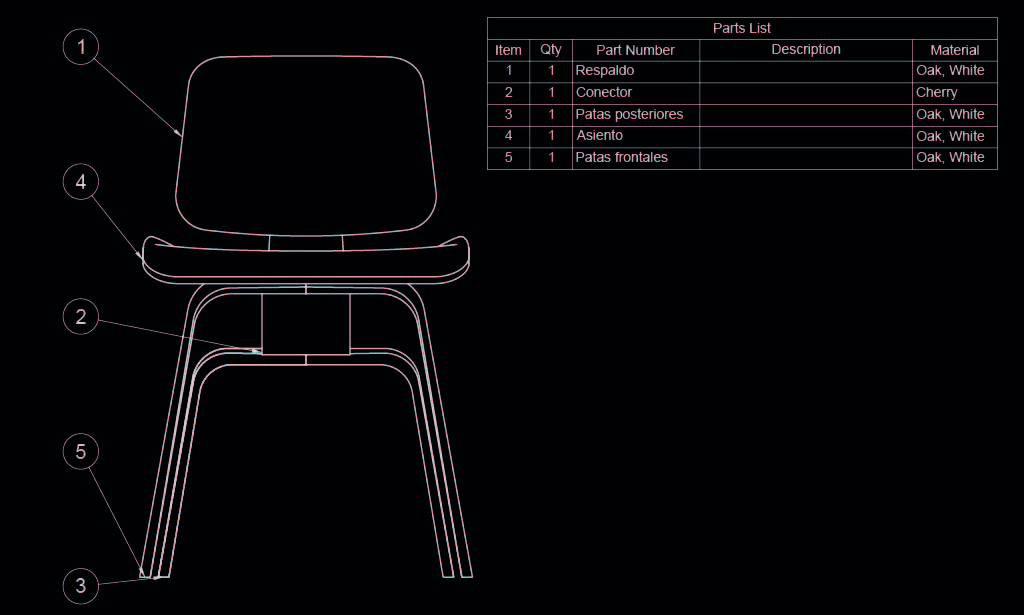 Parts List
Item Qty Part Number Description Material
1 1 Respaldo Oak, White
2 1 Conector Cherry
3 1 Patas posteriores Oak, White
4 1 Asiento Oak, White
5 1 Patas frontales Oak, White
1
4
2
5
3